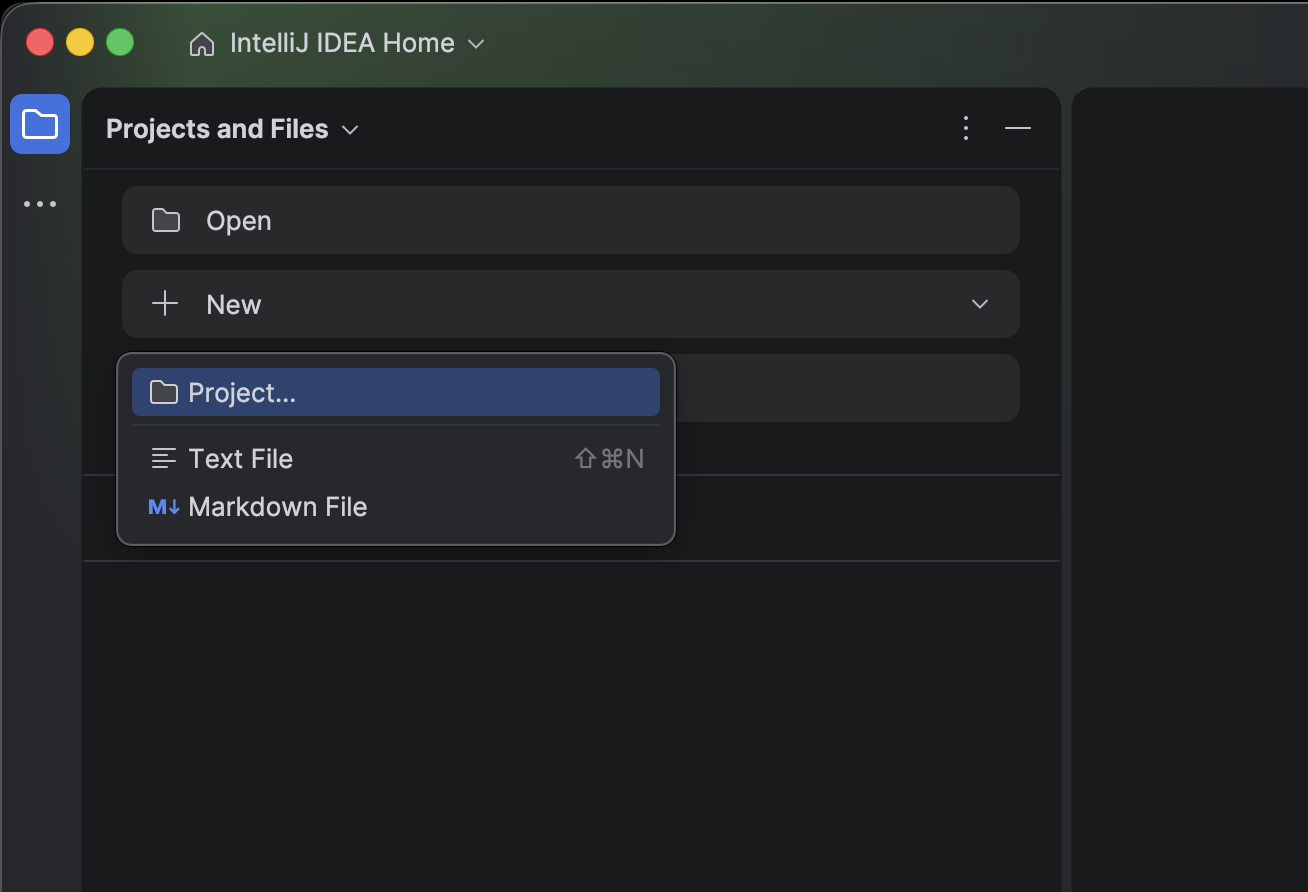 IntelliJ IDEA Home
Projects and Files
Open
New
Project...
Text File ⇧⌘N
M↓ Markdown File